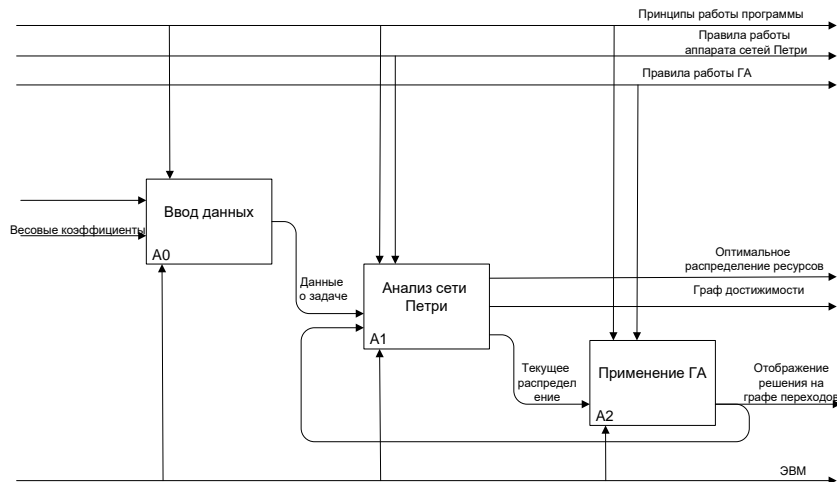 Принципы работы программы
Правила работы
аппарата сетей Петри
Правила работы ГА
Ввод данных
Весовые коэффициенты
A0
Оптимальное
распределение ресурсов
Данные
о задаче
Анализ сети
Петри
Граф достижимости
A1
Текущее
распредел
ение
Применение ГА
Отображение
решения на
графе переходов
A2
ЭВМ